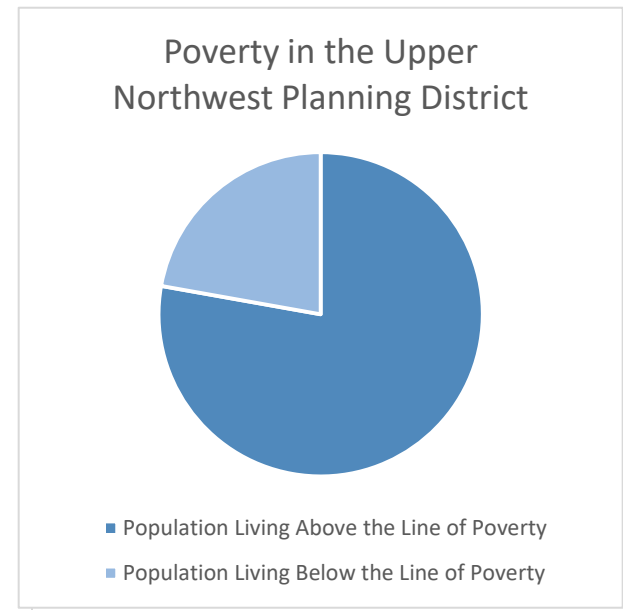 Poverty in the Upper
Northwest Planning District
Population Living Above the Line of Poverty
Population Living Below the Line of Poverty